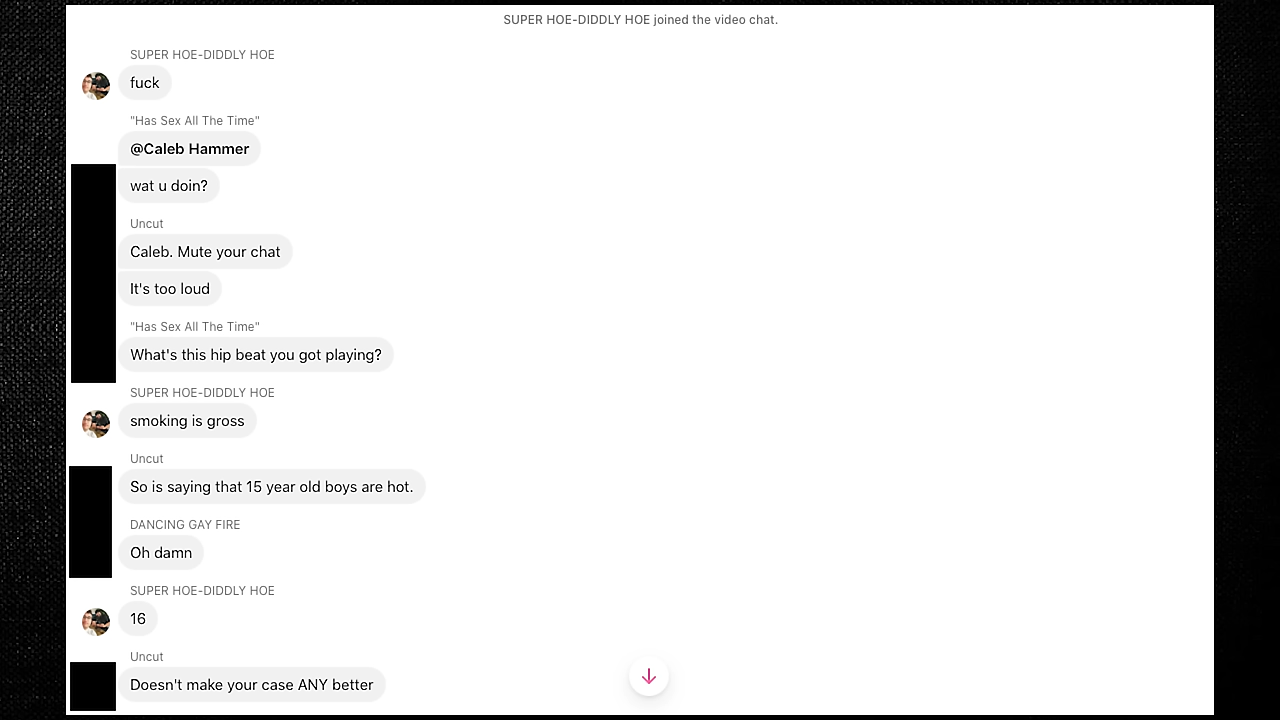 SUPER HOE-DIDDLY HOE joined the video chat.
SUPER HOE-DIDDLY HOE
fuck
"Has Sex All The Time"
@Caleb Hammer
wat u doin?
Uncut
Caleb. Mute your chat
It's too loud
"Has Sex All The Time"
What's this hip beat you got playing?
SUPER HOE-DIDDLY HOE
smoking is gross
Uncut
So is saying that 15 year old boys are hot.
DANCING GAY FIRE
Oh damn
SUPER HOE-DIDDLY HOE
16
Uncut
Doesn't make your case ANY better